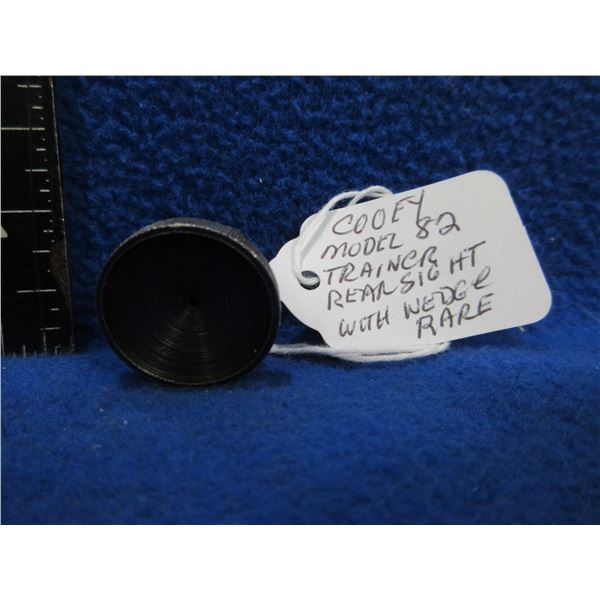 COOEY
MODEL 82
TRAINER
REARSIGHT
WITH WEDGE
RARE